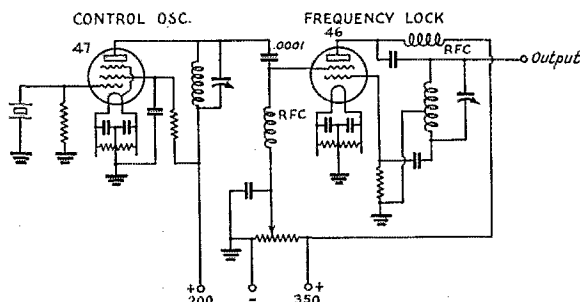 CONTROL OSC.
FREQUENCY LOCK
47
46
.0001
RFC
Output
RFC
+ 200
-
350 +